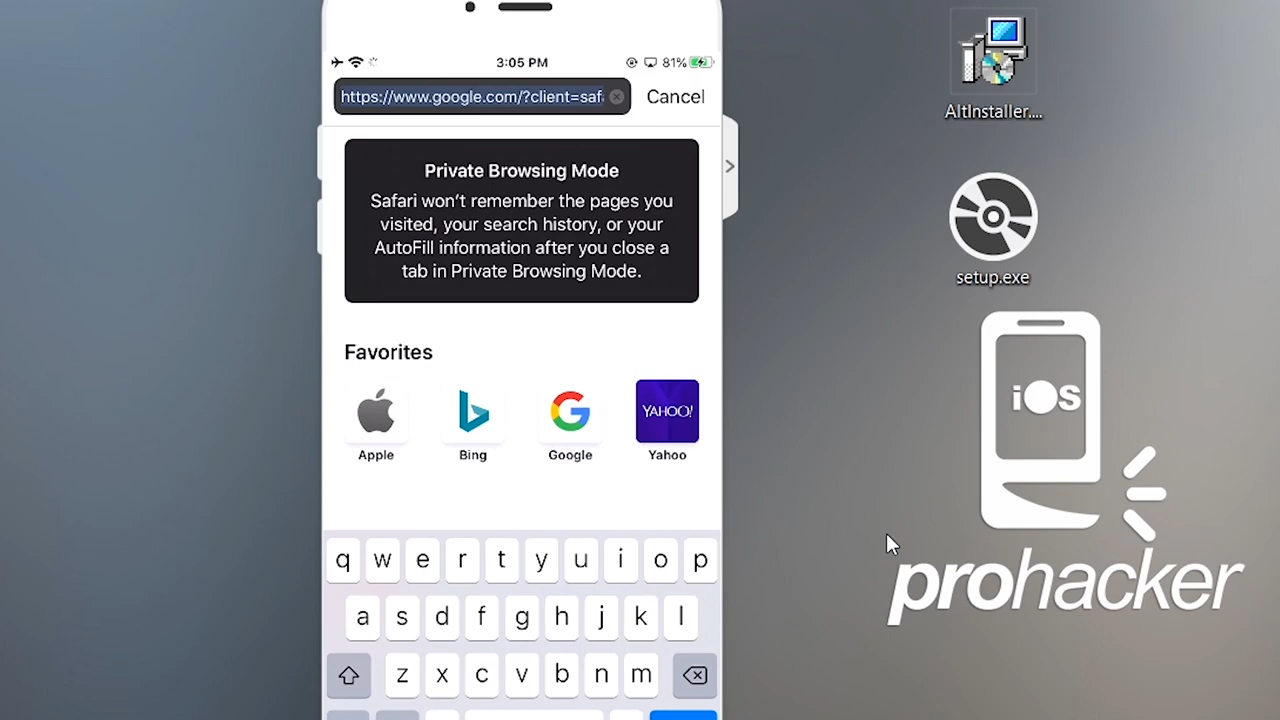 3:05 PM
81%
https://www.google.com/?client=saf
Cancel
Private Browsing Mode
Safari won't remember the pages you
visited, your search history, or your
AutoFill information after you close a
tab in Private Browsing Mode.
Favorites
YAHOO!
Apple
Bing
Google
Yahoo
q w e r t y u i o p
a s d f g h j k l
z x c v b n m
AltInstaller....
setup.exe
iOS
prohacker